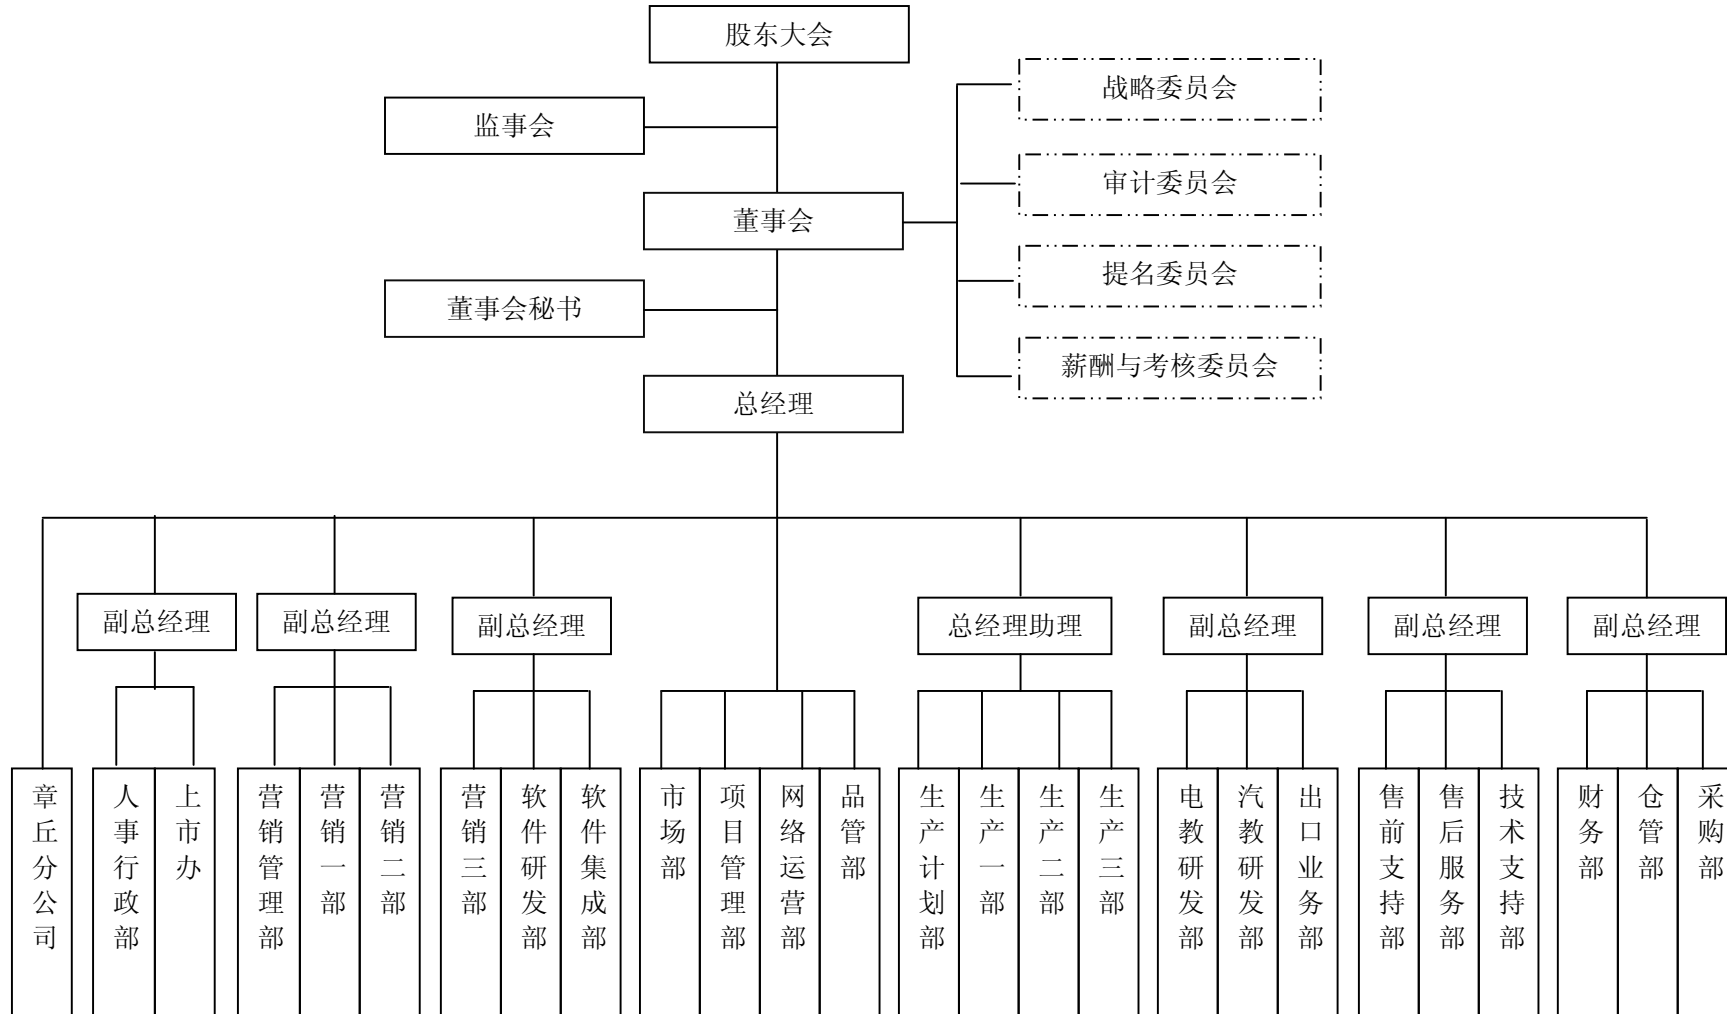 股东大会
战略委员会
监事会
审计委员会
董事会
提名委员会
董事会秘书
薪酬与考核委员会
总经理
副总经理
副总经理
副总经理
总经理助理
副总经理
副总经理
副总经理
章丘分公司
人事行政部
上市办
营销管理部
营销一部
营销二部
营销三部
软件研发部
软件集成部
市场部
项目管理部
网络运营部
品管部
生产计划部
生产一部
生产二部
生产三部
电教研发部
汽教研发部
出口业务部
售前支持部
售后服务部
技术支持部
财务部
仓管部
采购部